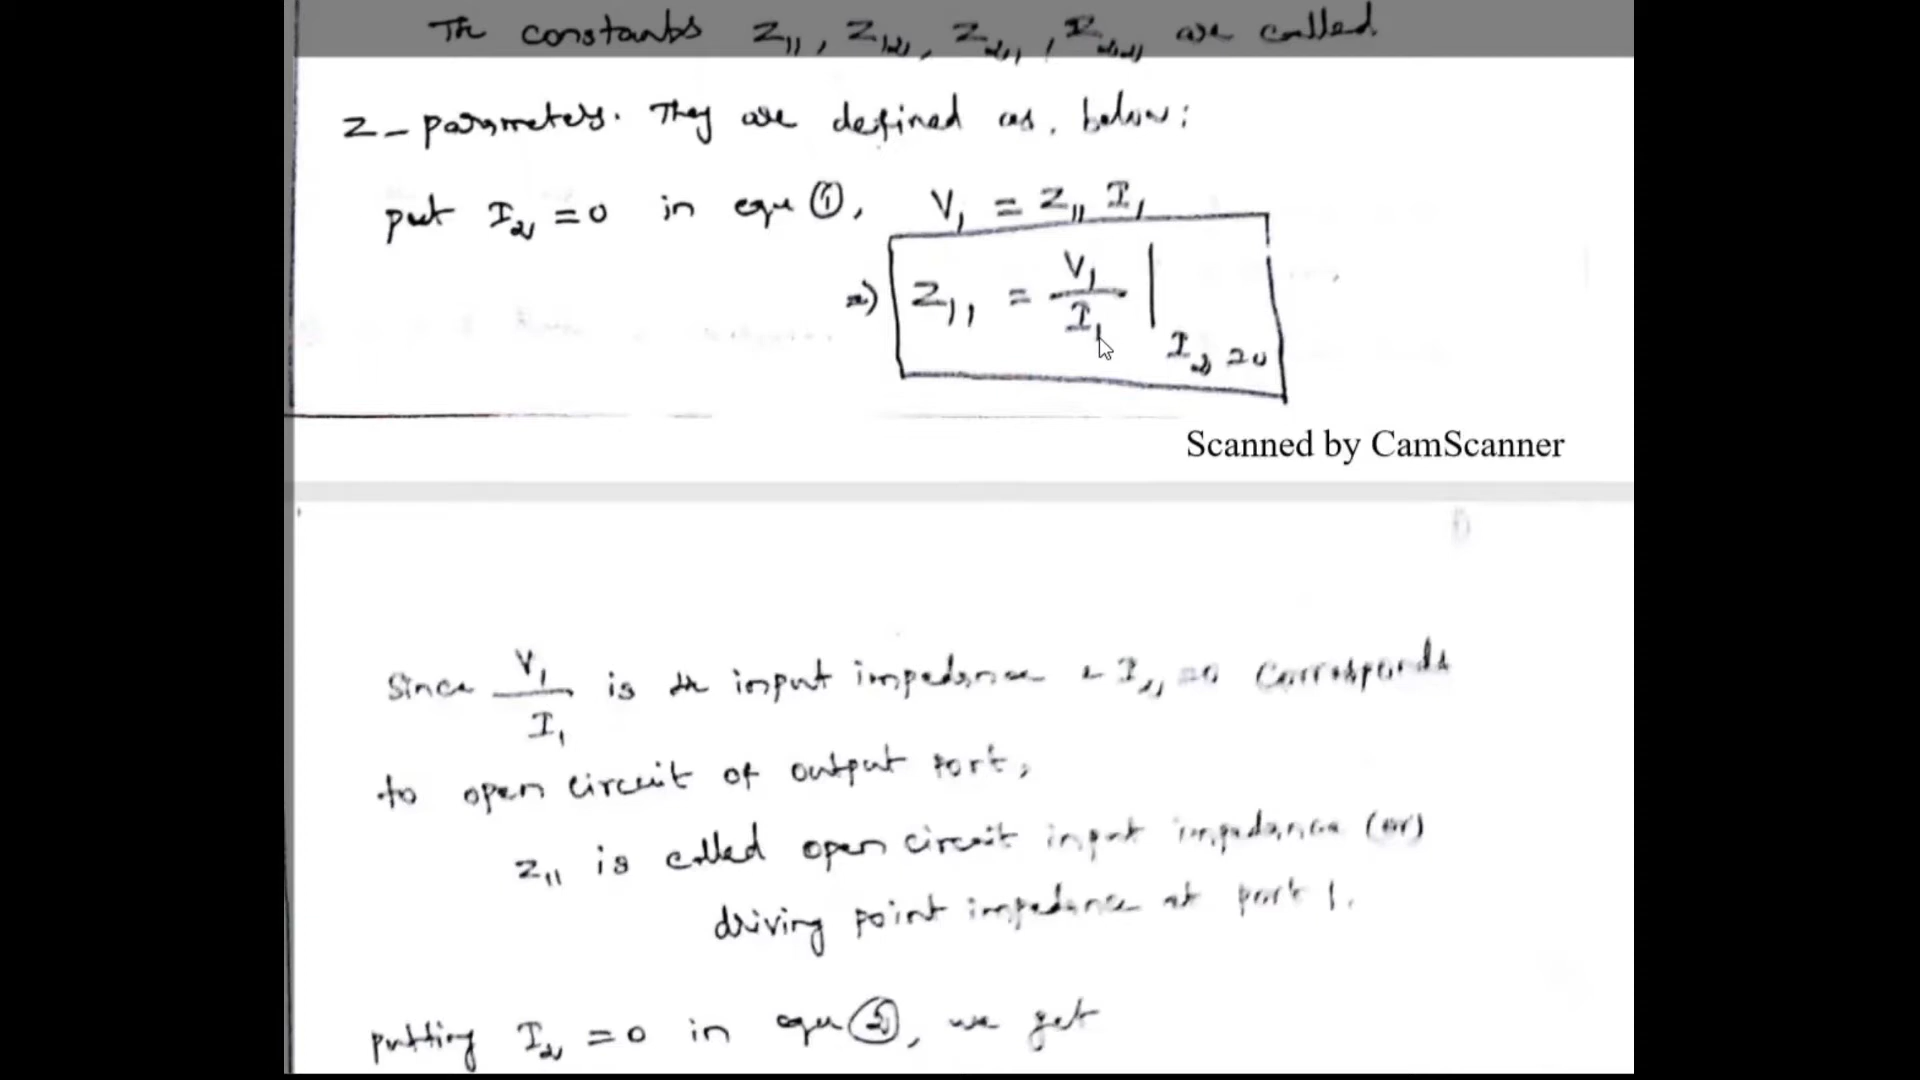 The constants Z11, Z12, Z21, Z22 are called
Z-parameters. They are defined as below:
put I2 = 0 in equ ①, V1 = Z11 I1
⇒ Z11 = V1/I1 | I2=0
Scanned by CamScanner
Since V1/I1 is the input impedance & I2 =0 corresponds
to open circuit of output port,
Z11 is called open circuit input impedance (or)
driving point impedance at port 1.
putting I2 = 0 in equ ②, we get